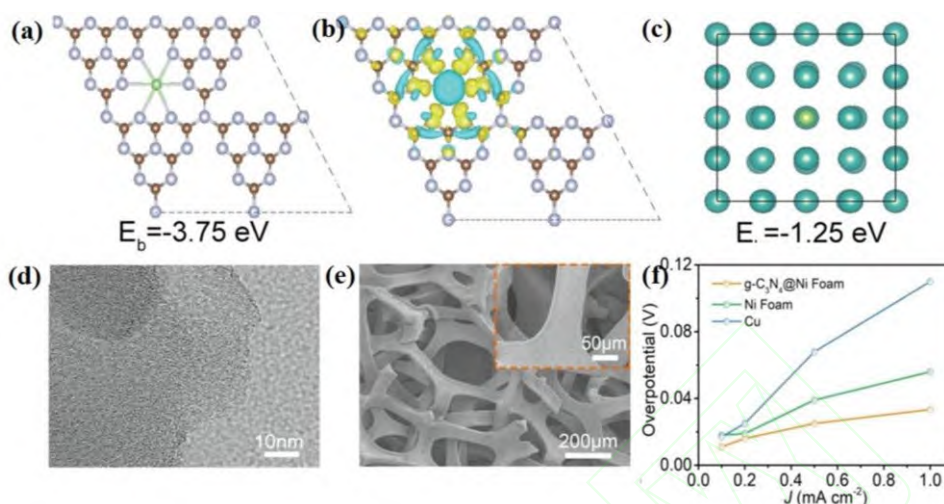 (a)
(b)
(c)
E_b=-3.75 eV
E.=-1.25 eV
(d)
(e)
(f)
10nm
50μm
200μm
g-C₃N₄@Ni Foam
Ni Foam
Cu
Overpotential (V)
0.12
0.08
0.04
0.00
0.2 0.4 0.6 0.8 1.0
J (mA cm⁻²)